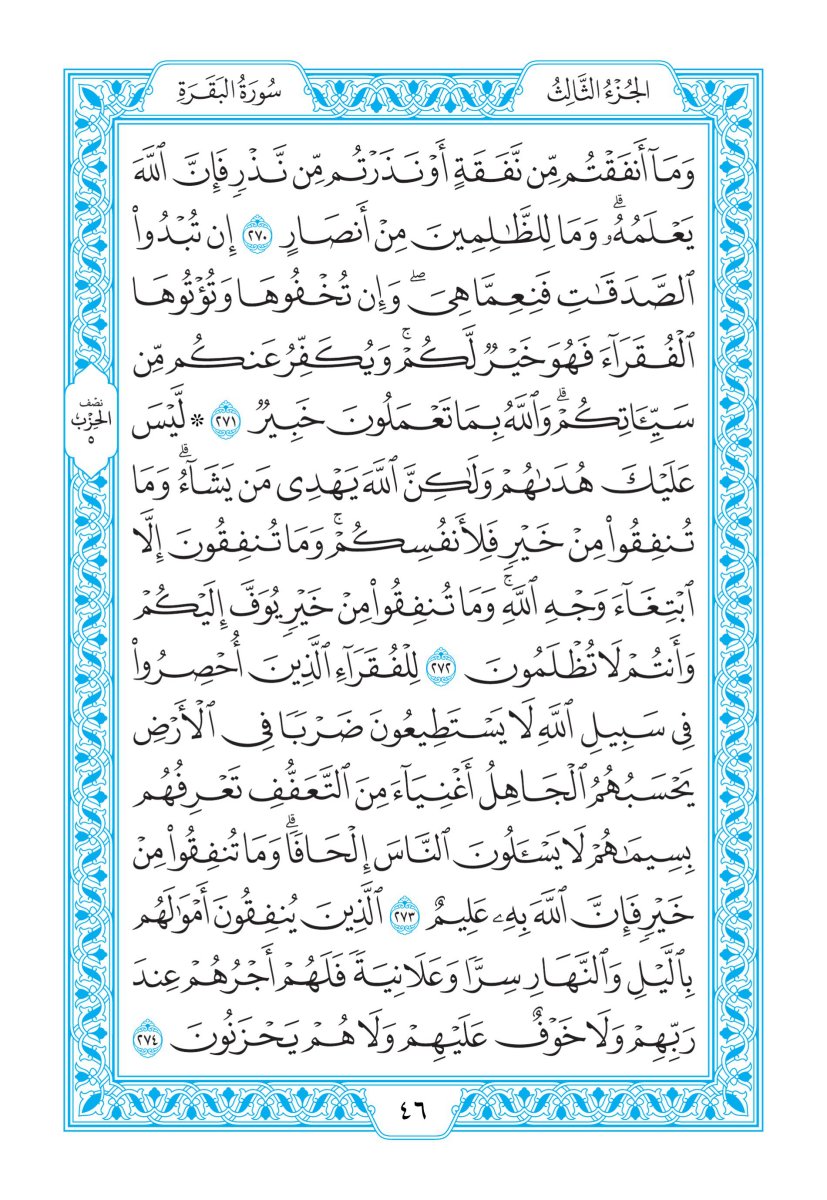 الجُزْءُ الثَّالِثُ
سُورَةُ البَقَرَةِ
وَمَآ أَنفَقۡتُم مِّن نَّفَقَةٍ أَوۡ نَذَرۡتُم مِّن نَّذۡرٖ فَإِنَّ ٱللَّهَ
يَعۡلَمُهُۥۗ وَمَا لِلظَّٰلِمِينَ مِنۡ أَنصَارٍ ٢٧٠ إِن تُبۡدُواْ
ٱلصَّدَقَٰتِ فَنِعِمَّا هِيَۖ وَإِن تُخۡفُوهَا وَتُؤۡتُوهَا
ٱلۡفُقَرَآءَ فَهُوَ خَيۡرٞ لَّكُمۡۚ وَيُكَفِّرُ عَنكُم مِّن
سَيِّـَٔاتِكُمۡۗ وَٱللَّهُ بِمَا تَعۡمَلُونَ خَبِيرٞ ٢٧١ * لَّيۡسَ
عَلَيۡكَ هُدَىٰهُمۡ وَلَٰكِنَّ ٱللَّهَ يَهۡدِي مَن يَشَآءُۗ وَمَا
تُنفِقُواْ مِنۡ خَيۡرٖ فَلِأَنفُسِكُمۡۚ وَمَا تُنفِقُونَ إِلَّا
ٱبۡتِغَآءَ وَجۡهِ ٱللَّهِۚ وَمَا تُنفِقُواْ مِنۡ خَيۡرٖ يُوَفَّ إِلَيۡكُمۡ
وَأَنتُمۡ لَا تُظۡلَمُونَ ٢٧٢ لِلۡفُقَرَآءِ ٱلَّذِينَ أُحۡصِرُواْ
فِي سَبِيلِ ٱللَّهِ لَا يَسۡتَطِيعُونَ ضَرۡبٗا فِي ٱلۡأَرۡضِ
يَحۡسَبُهُمُ ٱلۡجَاهِلُ أَغۡنِيَآءَ مِنَ ٱلتَّعَفُّفِ تَعۡرِفُهُم
بِسِيمَٰهُمۡ لَا يَسۡـَٔلُونَ ٱلنَّاسَ إِلۡحَافٗاۗ وَمَا تُنفِقُواْ مِنۡ
خَيۡرٖ فَإِنَّ ٱللَّهَ بِهِۦ عَلِيمٌ ٢٧٣ ٱلَّذِينَ يُنفِقُونَ أَمۡوَٰلَهُم
بِٱلَّيۡلِ وَٱلنَّهَارِ سِرّٗا وَعَلَانِيَةٗ فَلَهُمۡ أَجۡرُهُمۡ عِندَ
رَبِّهِمۡ وَلَا خَوۡفٌ عَلَيۡهِمۡ وَلَا هُمۡ يَحۡزَنُونَ ٢٧٤
نصْف
الحِزْب
٥
٤٦